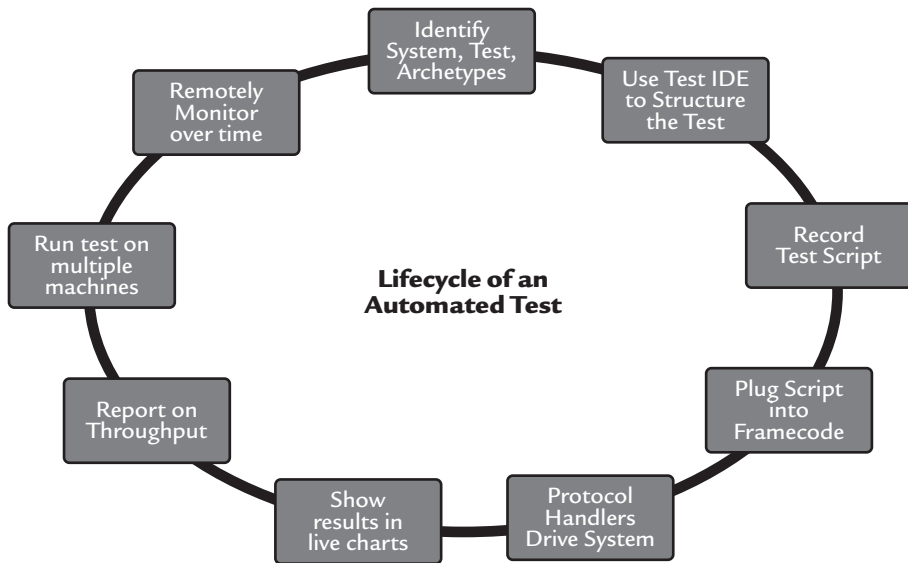 Identify
System, Test,
Archetypes
Use Test IDE
to Structure
the Test
Record
Test Script
Plug Script
into
Framecode
Protocol
Handlers
Drive System
Show
results in
live charts
Report on
Throughput
Run test on
multiple
machines
Remotely
Monitor
over time
Lifecycle of an
Automated Test